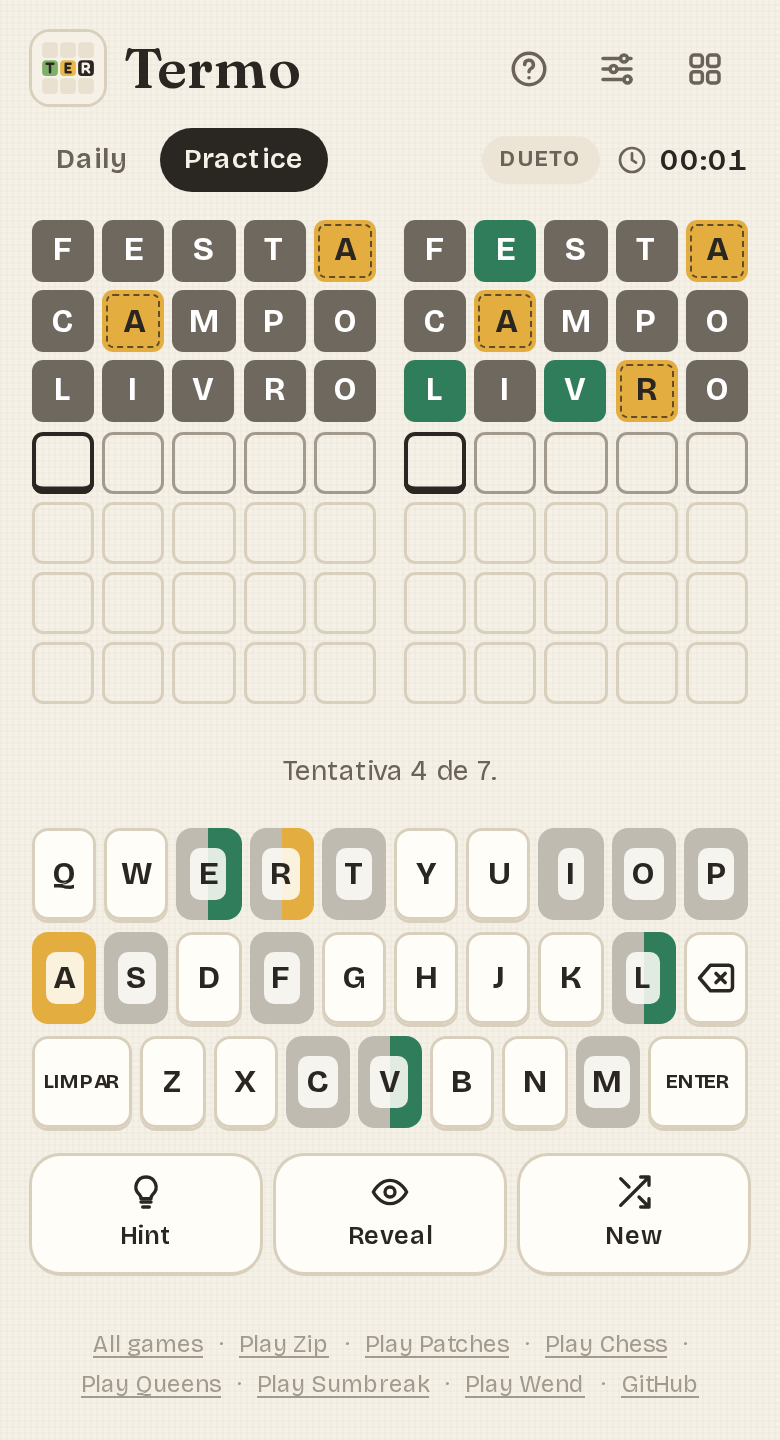 TER Termo
Daily Practice DUETO 00:01
F E S T A F E S T A
C A M P O C A M P O
L I V R O L I V R O
Tentativa 4 de 7.
Q W E R T Y U I O P
A S D F G H J K L
LIMPAR Z X C V B N M ENTER
Hint Reveal New
All games · Play Zip · Play Patches · Play Chess ·
Play Queens · Play Sumbreak · Play Wend · GitHub